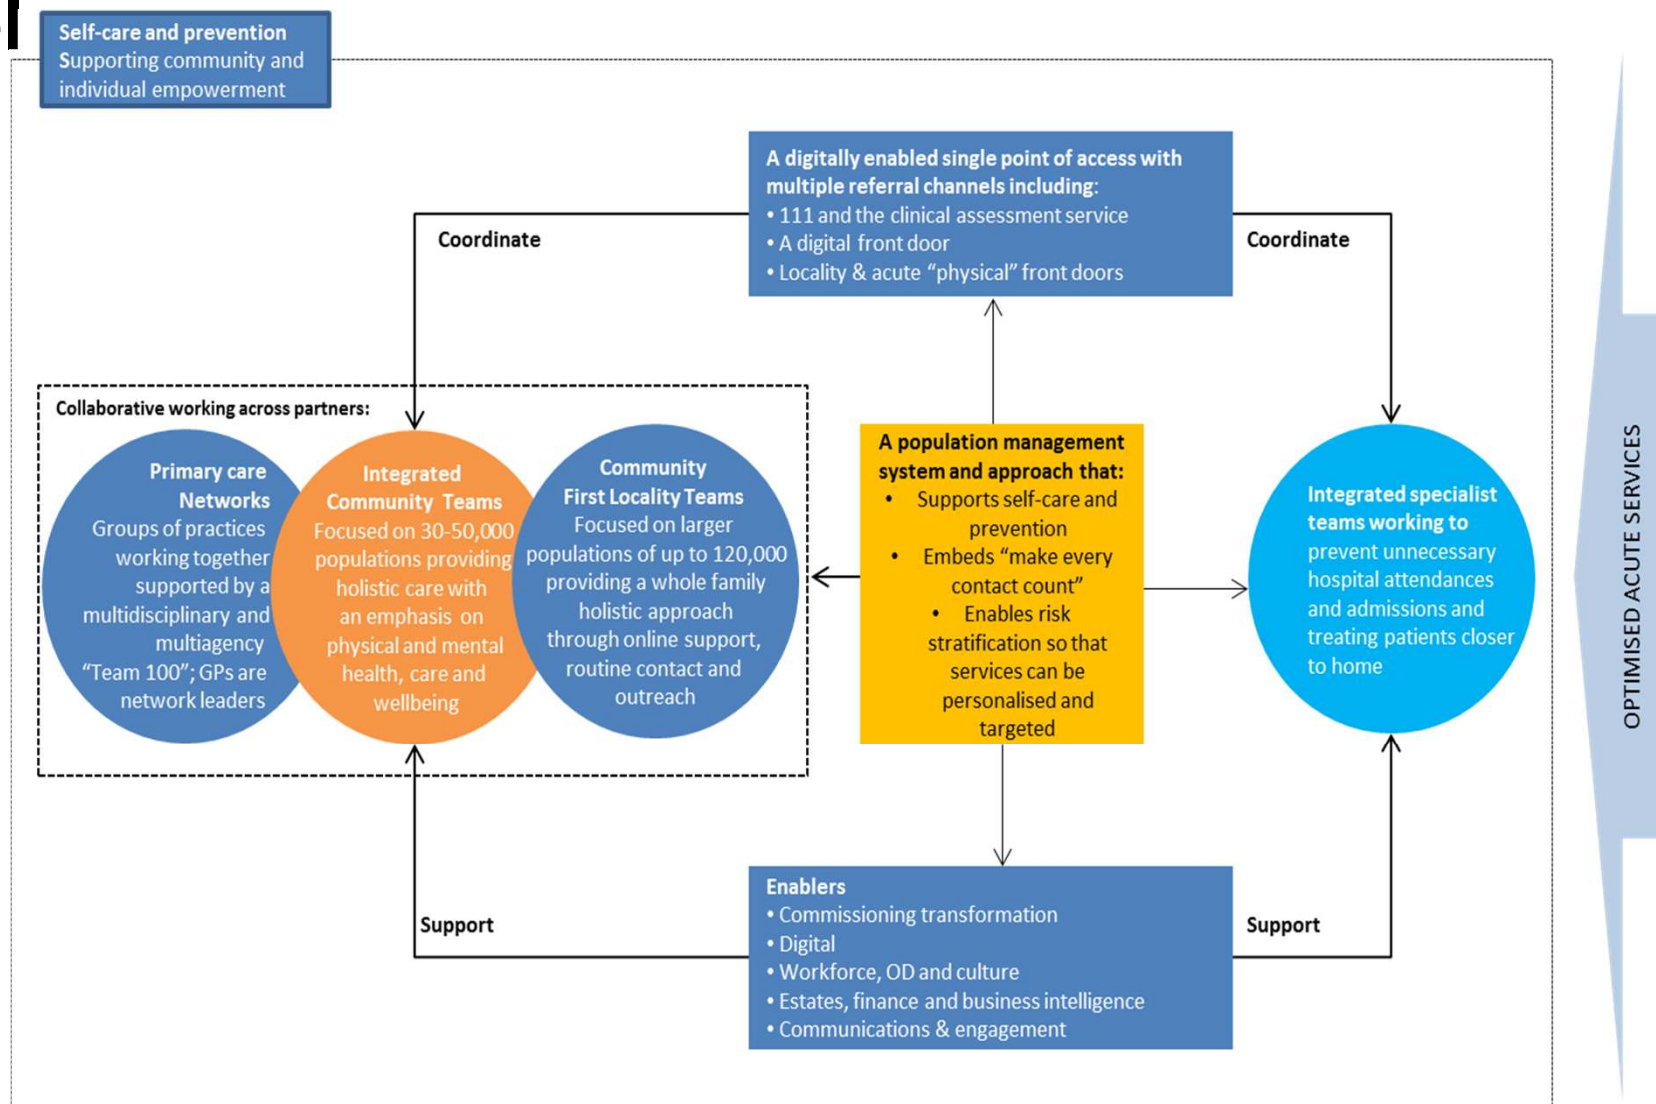 Self-care and prevention
Supporting community and
individual empowerment
A digitally enabled single point of access with
multiple referral channels including:
• 111 and the clinical assessment service
• A digital front door
• Locality & acute “physical” front doors
Coordinate
Coordinate
Collaborative working across partners:
Primary care
Networks
Groups of practices
working together
supported by a
multidisciplinary and
multiagency
“Team 100”; GPs are
network leaders
Integrated
Community Teams
Focused on 30-50,000
populations providing
holistic care with
an emphasis on
physical and mental
health, care and
wellbeing
Community
First Locality Teams
Focused on larger
populations of up to 120,000
providing a whole family
holistic approach
through online support,
routine contact and
outreach
A population management
system and approach that:
• Supports self-care and
prevention
• Embeds “make every
contact count”
• Enables risk
stratification so that
services can be
personalised and
targeted
Integrated specialist
teams working to
prevent unnecessary
hospital attendances
and admissions and
treating patients closer
to home
OPTIMISED ACUTE SERVICES
Support
Support
Enablers
• Commissioning transformation
• Digital
• Workforce, OD and culture
• Estates, finance and business intelligence
• Communications & engagement